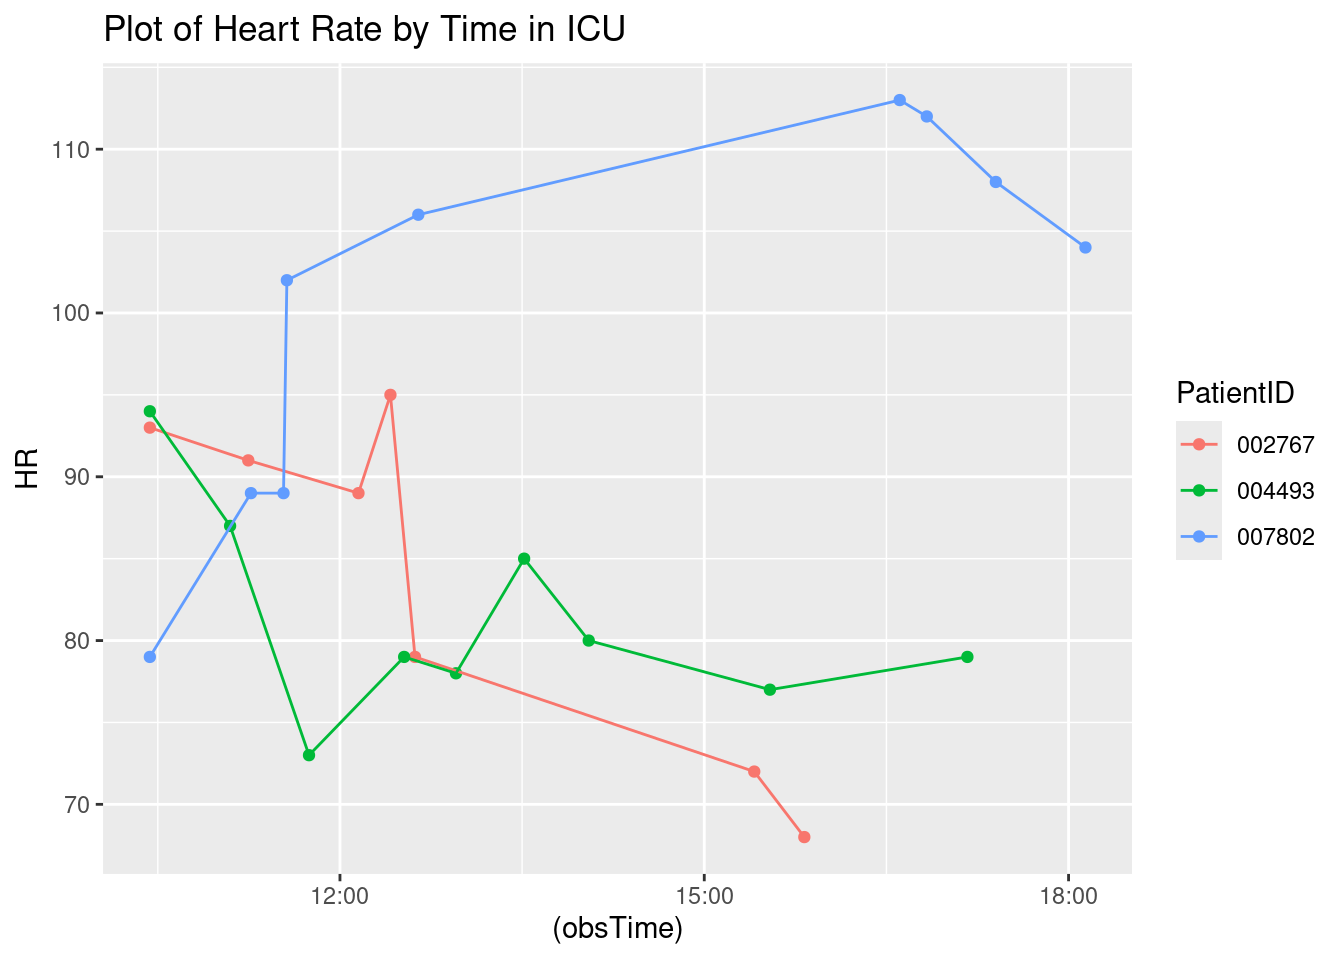 Plot of Heart Rate by Time in ICU
110
100
90
80
70
HR
12:00
15:00
18:00
(obsTime)
PatientID
002767
004493
007802